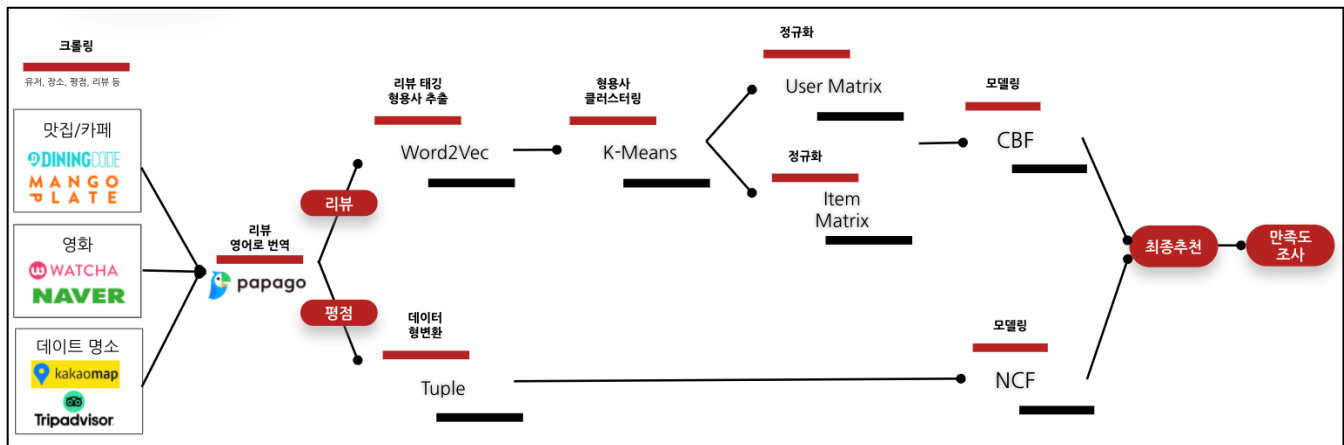 크롤링
유저, 장소, 평점, 리뷰 등
맛집/카페
DININGCODE
MANGO
PLATE
영화
WATCHA
NAVER
데이트 명소
kakaomap
Tripadvisor
리뷰
영어로 번역
papago
리뷰
평점
리뷰 태깅
형용사 추출
Word2Vec
형용사
클러스터링
K-Means
정규화
User Matrix
정규화
Item
Matrix
모델링
CBF
데이터
형변환
Tuple
모델링
NCF
최종추천
만족도
조사